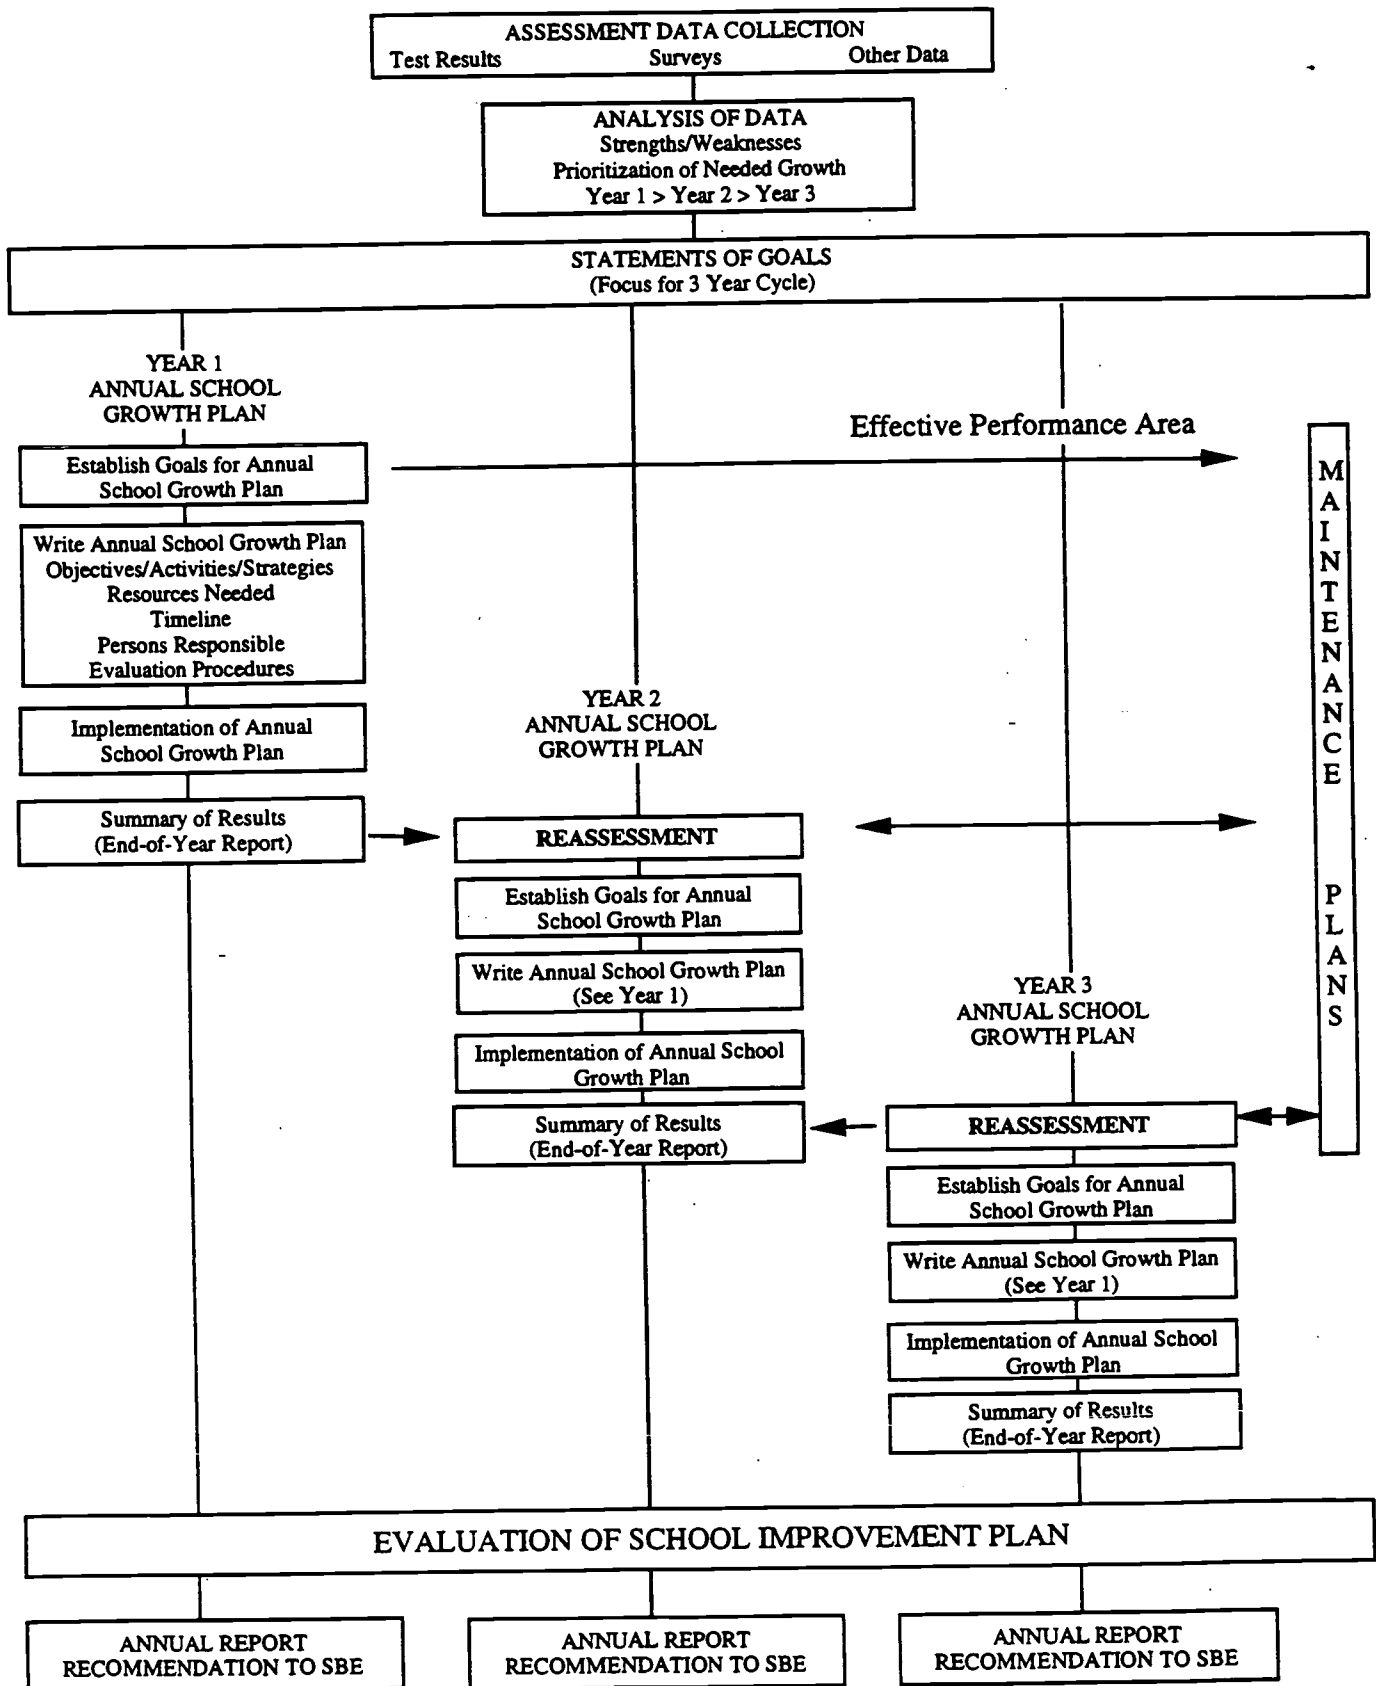 ASSESSMENT DATA COLLECTION
Test Results Surveys Other Data
ANALYSIS OF DATA
Strengths/Weaknesses
Prioritization of Needed Growth
Year 1 > Year 2 > Year 3
STATEMENTS OF GOALS
(Focus for 3 Year Cycle)
YEAR 1
ANNUAL SCHOOL
GROWTH PLAN
Establish Goals for Annual
School Growth Plan
Write Annual School Growth Plan
Objectives/Activities/Strategies
Resources Needed
Timeline
Persons Responsible
Evaluation Procedures
Implementation of Annual
School Growth Plan
Summary of Results
(End-of-Year Report)
Effective Performance Area
YEAR 2
ANNUAL SCHOOL
GROWTH PLAN
REASSESSMENT
Establish Goals for Annual
School Growth Plan
Write Annual School Growth Plan
(See Year 1)
Implementation of Annual School
Growth Plan
Summary of Results
(End-of-Year Report)
YEAR 3
ANNUAL SCHOOL
GROWTH PLAN
REASSESSMENT
Establish Goals for Annual
School Growth Plan
Write Annual School Growth Plan
(See Year 1)
Implementation of Annual School
Growth Plan
Summary of Results
(End-of-Year Report)
MAINTENANCE PLANS
EVALUATION OF SCHOOL IMPROVEMENT PLAN
ANNUAL REPORT
RECOMMENDATION TO SBE
ANNUAL REPORT
RECOMMENDATION TO SBE
ANNUAL REPORT
RECOMMENDATION TO SBE